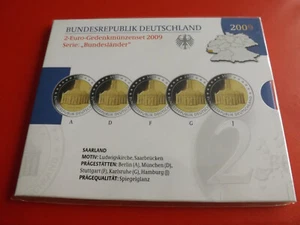 BUNDESREPUBLIK DEUTSCHLAND
2-Euro-Gedenkmünzenset 2009
Serie: „Bundesländer“
2009
A D F G J
SAARLAND
MOTIV: Ludwigskirche, Saarbrücken
PRÄGESTÄTTEN: Berlin (A), München (D),
Stuttgart (F), Karlsruhe (G), Hamburg (J)
PRÄGEQUALITÄT: Spiegelglanz
2